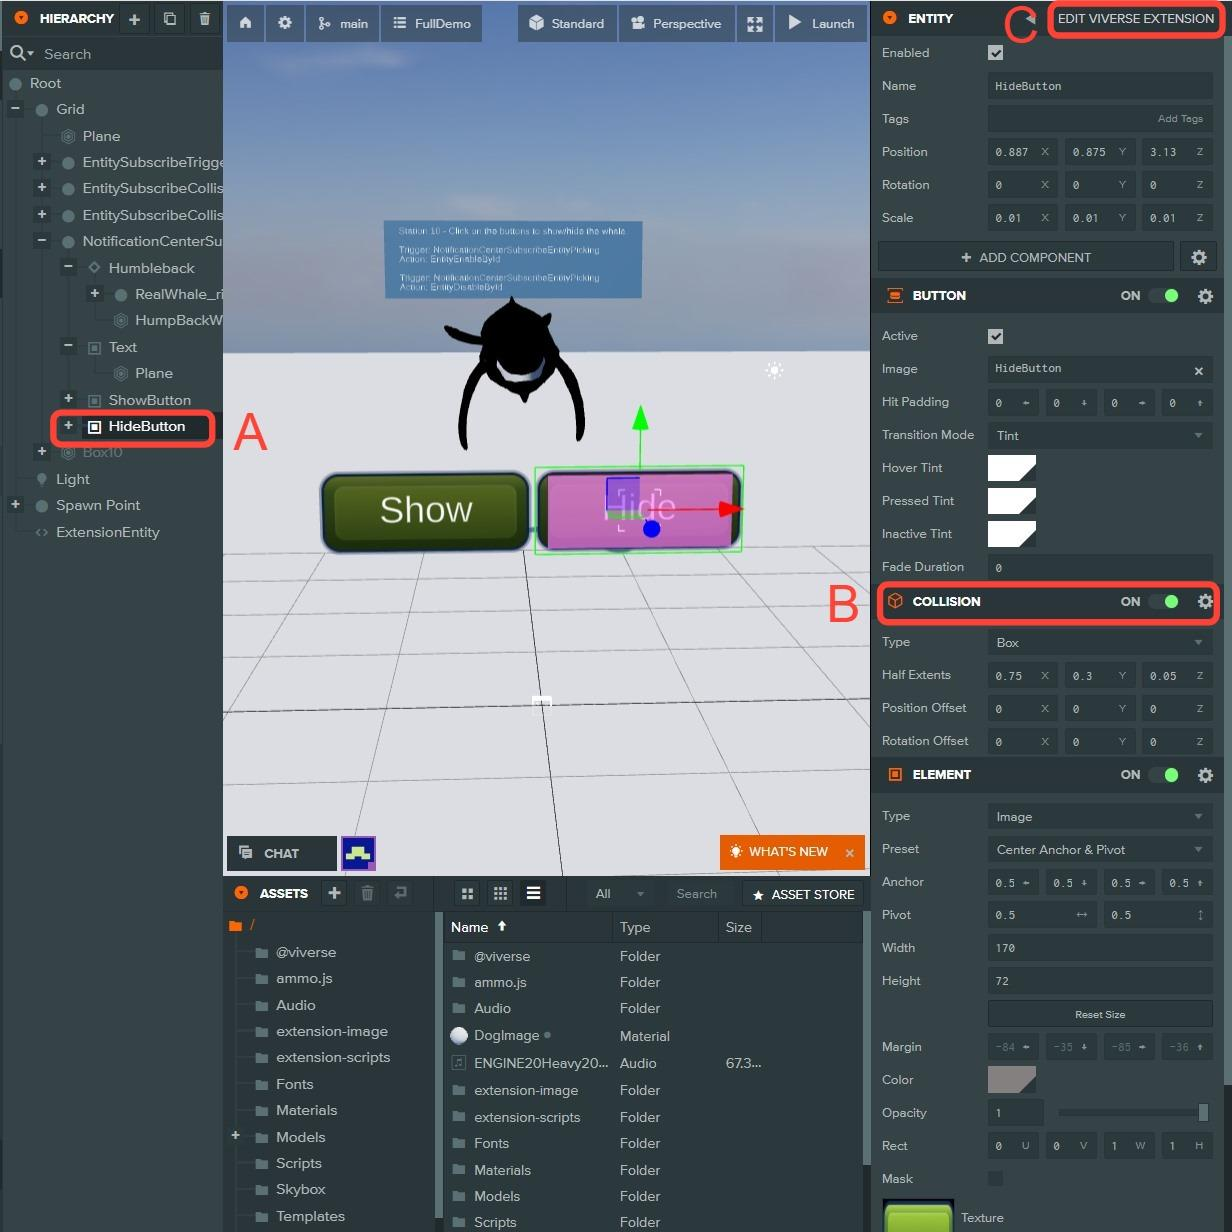 HIERARCHY
Search
Root
Grid
Plane
EntitySubscribeTrigge
EntitySubscribeCollis
EntitySubscribeCollis
NotificationCenterSu
Humbleback
RealWhale_ri
HumpBackW
Text
Plane
ShowButton
HideButton
Box10
Light
Spawn Point
ExtensionEntity
A
main
FullDemo
Standard
Perspective
Launch
Station 10 - Click on the buttons to show/hide the whale.
Trigger: NotificationCenterSubscribeEntityPicking
Action: EntityEnableById
Trigger: NotificationCenterSubscribeEntityPicking
Action: EntityDisableById
Show
Hide
B
CHAT
WHAT'S NEW ×
ASSETS
All
Search
ASSET STORE
/
@viverse
ammo.js
Audio
extension-image
extension-scripts
Fonts
Materials
Models
Scripts
Skybox
Templates
Name Type Size
@viverse Folder
ammo.js Folder
Audio Folder
DogImage Material
ENGINE20Heavy20... Audio 67.3...
extension-image Folder
extension-scripts Folder
Fonts Folder
Materials Folder
Models Folder
Scripts Folder
ENTITY C EDIT VIVERSE EXTENSION
Enabled
Name HideButton
Tags Add Tags
Position 0.887 X 0.875 Y 3.13 Z
Rotation 0 X 0 Y 0 Z
Scale 0.01 X 0.01 Y 0.01 Z
+ ADD COMPONENT
BUTTON ON
Active
Image HideButton ×
Hit Padding 0 0 0 0
Transition Mode Tint
Hover Tint
Pressed Tint
Inactive Tint
Fade Duration 0
COLLISION ON
Type Box
Half Extents 0.75 X 0.3 Y 0.05 Z
Position Offset 0 X 0 Y 0 Z
Rotation Offset 0 X 0 Y 0 Z
ELEMENT ON
Type Image
Preset Center Anchor & Pivot
Anchor 0.5 0.5 0.5 0.5
Pivot 0.5 0.5
Width 170
Height 72
Reset Size
Margin -84 -35 -85 -36
Color
Opacity 1
Rect 0 U 0 V 1 W 1 H
Mask
Texture